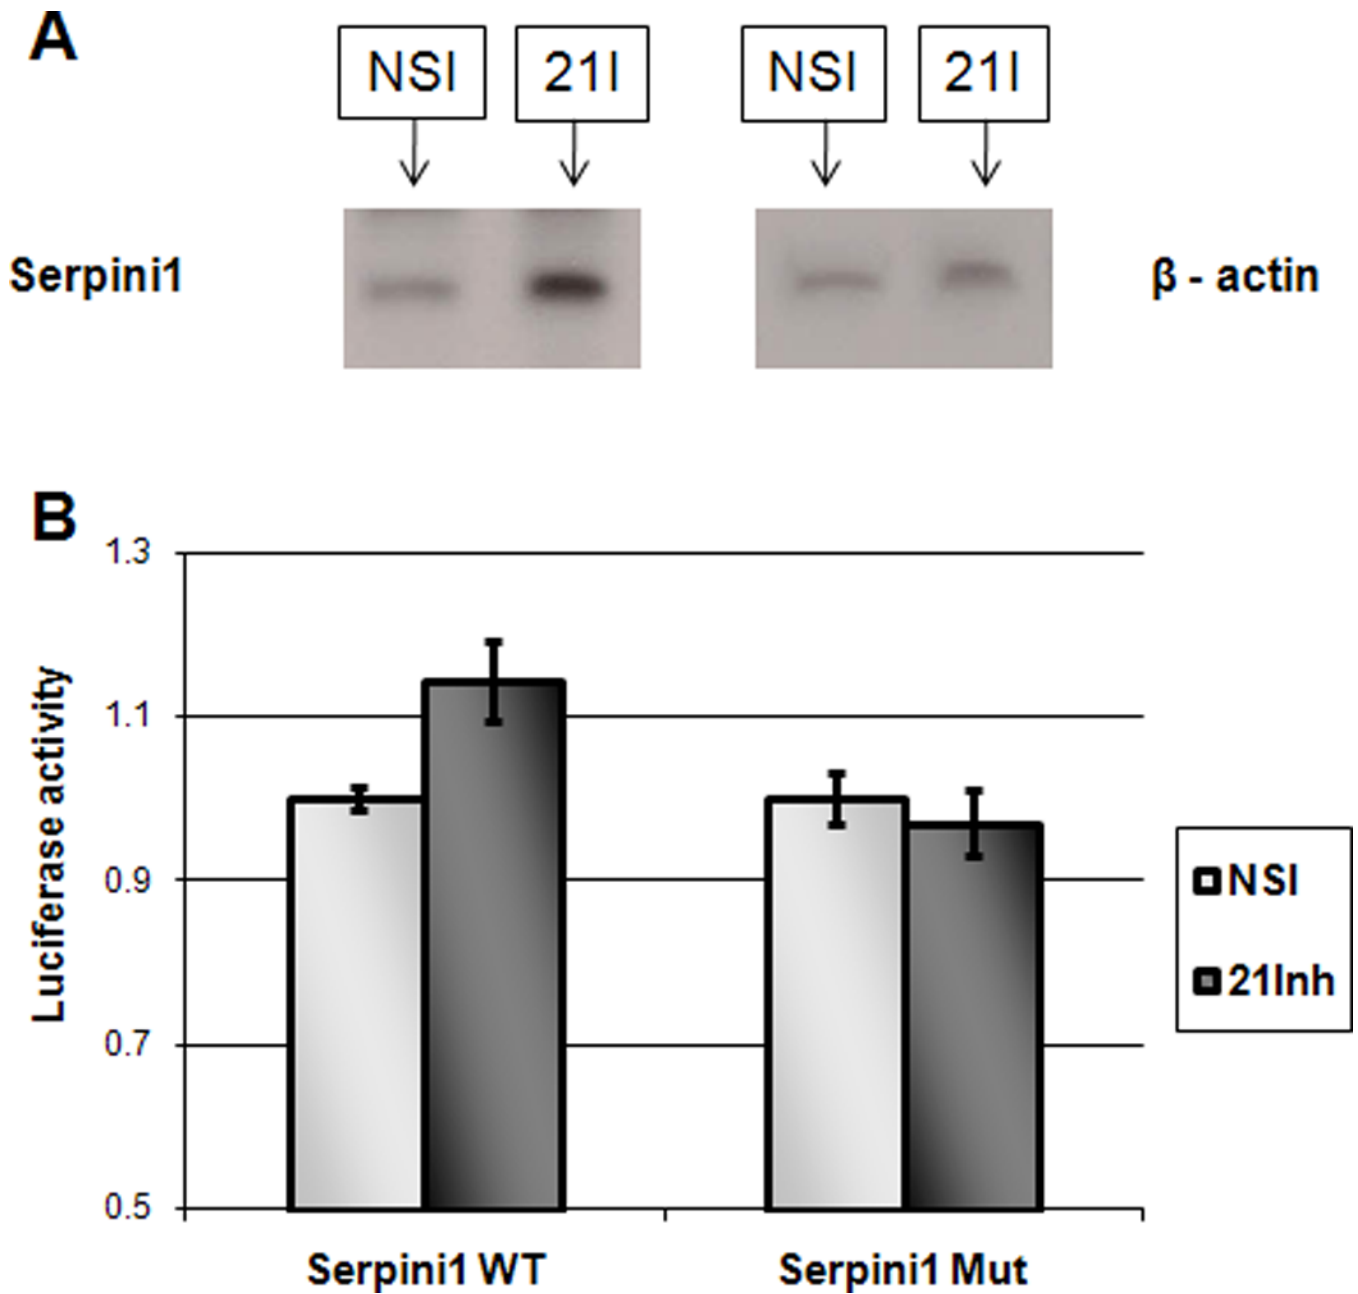 A
NSI 21I NSI 21I
Serpini1
β - actin
B
1.3
1.1
0.9
0.7
0.5
Luciferase activity
Serpini1 WT
Serpini1 Mut
NSI
21Inh